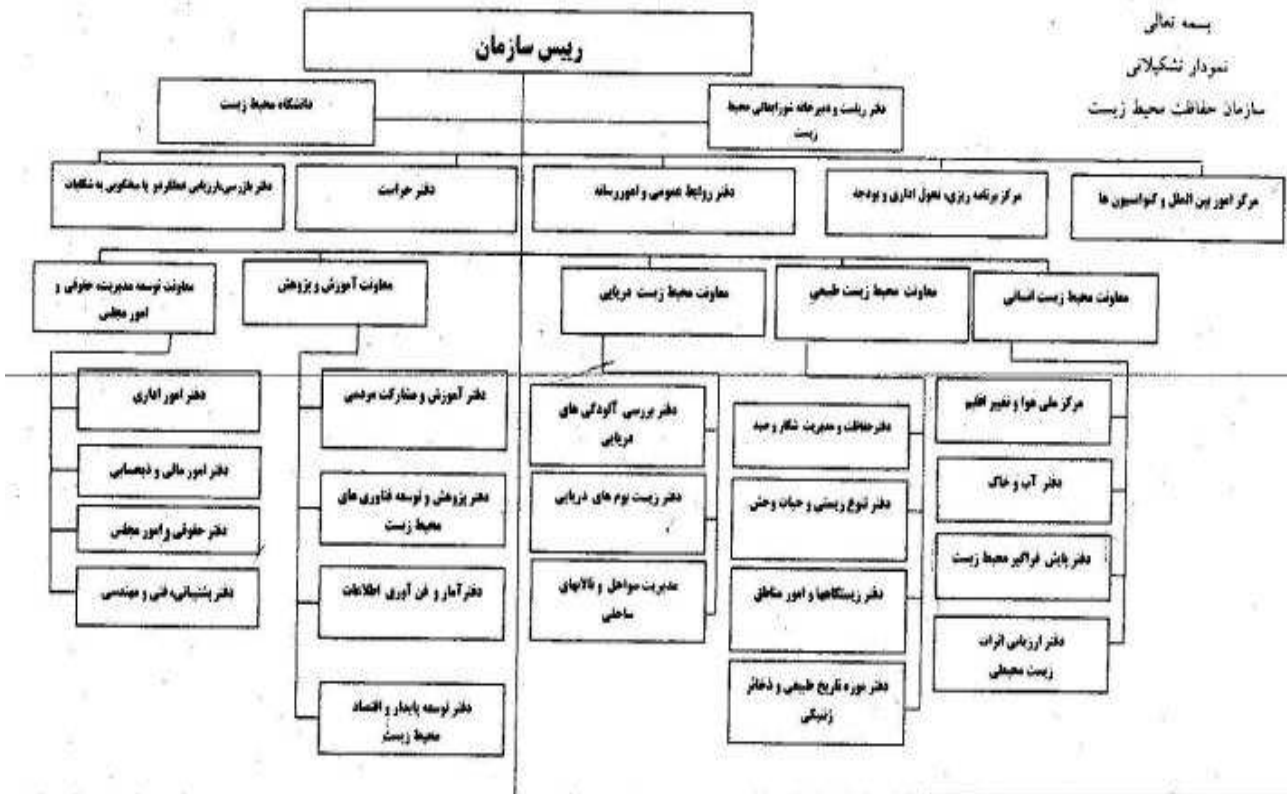 بسمه تعالی
نمودار تشکیلاتی
سازمان حفاظت محیط زیست
رییس سازمان
دفتر ریاست و دبیرخانه شورایعالی محیط
زیست
دانشگاه محیط زیست
مرکز امور بین الملل و کنوانسیون ها
مرکز برنامه ریزی، تحول اداری و بودجه
دفتر روابط عمومی و امور رسانه
دفتر حراست
دفتر بازرسی،ارزیابی عملکرد و پاسخگویی به شکایات
معاونت محیط زیست انسانی
معاونت محیط زیست طبیعی
معاونت محیط زیست دریایی
معاونت آموزش و پژوهش
معاونت توسعه مدیریت، حقوقی و
امور مجلس
مرکز ملی هوا و تغییر اقلیم
دفتر آب و خاک
دفتر پایش فراگیر محیط زیست
دفتر ارزیابی اثرات
زیست محیطی
دفتر حفاظت و مدیریت شکار و صید
دفتر تنوع زیستی و حیات وحش
دفتر زیستگاهها و امور مناطق
دفتر موزه تاریخ طبیعی و ذخائر
ژنتیکی
دفتر بررسی آلودگی های
دریایی
دفتر زیست بوم های دریایی
مدیریت سواحل و تالابهای
ساحلی
دفتر آموزش و مشارکت مردمی
دفتر پژوهش و توسعه فناوری های
محیط زیست
دفتر آمار و فن آوری اطلاعات
دفتر توسعه پایدار و اقتصاد
محیط زیست
دفتر امور اداری
دفتر امور مالی و ذیحسابی
دفتر حقوقی و امور مجلس
دفتر پشتیبانی، فنی و مهندسی